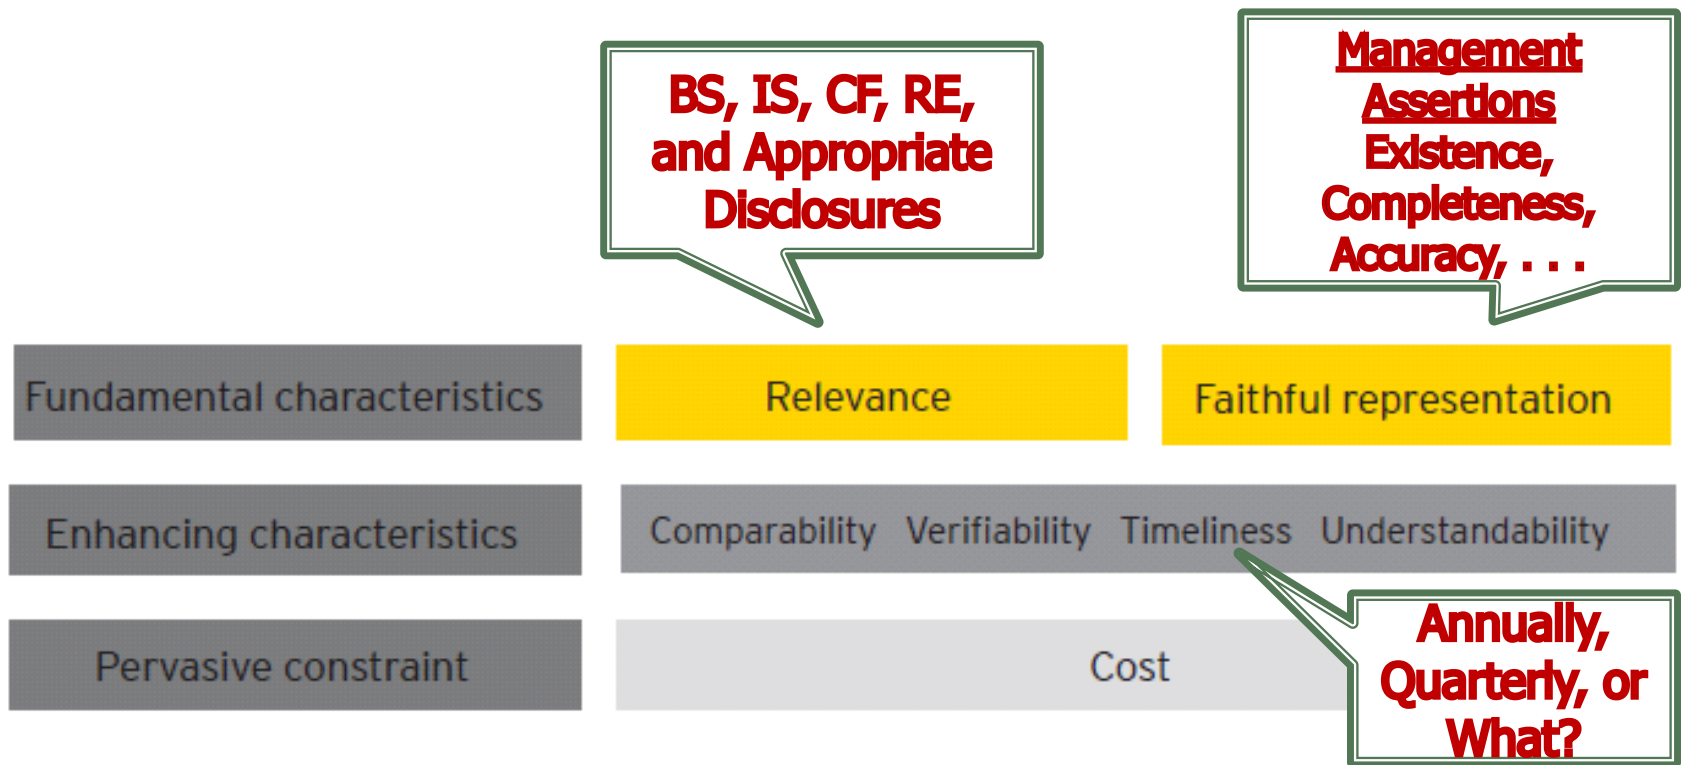 BS, IS, CF, RE,
and Appropriate
Disclosures
Management
Assertions
Existence,
Completeness,
Accuracy, . . .
Fundamental characteristics
Relevance
Faithful representation
Enhancing characteristics
Comparability Verifiability Timeliness Understandability
Pervasive constraint
Cost
Annually,
Quarterly, or
What?